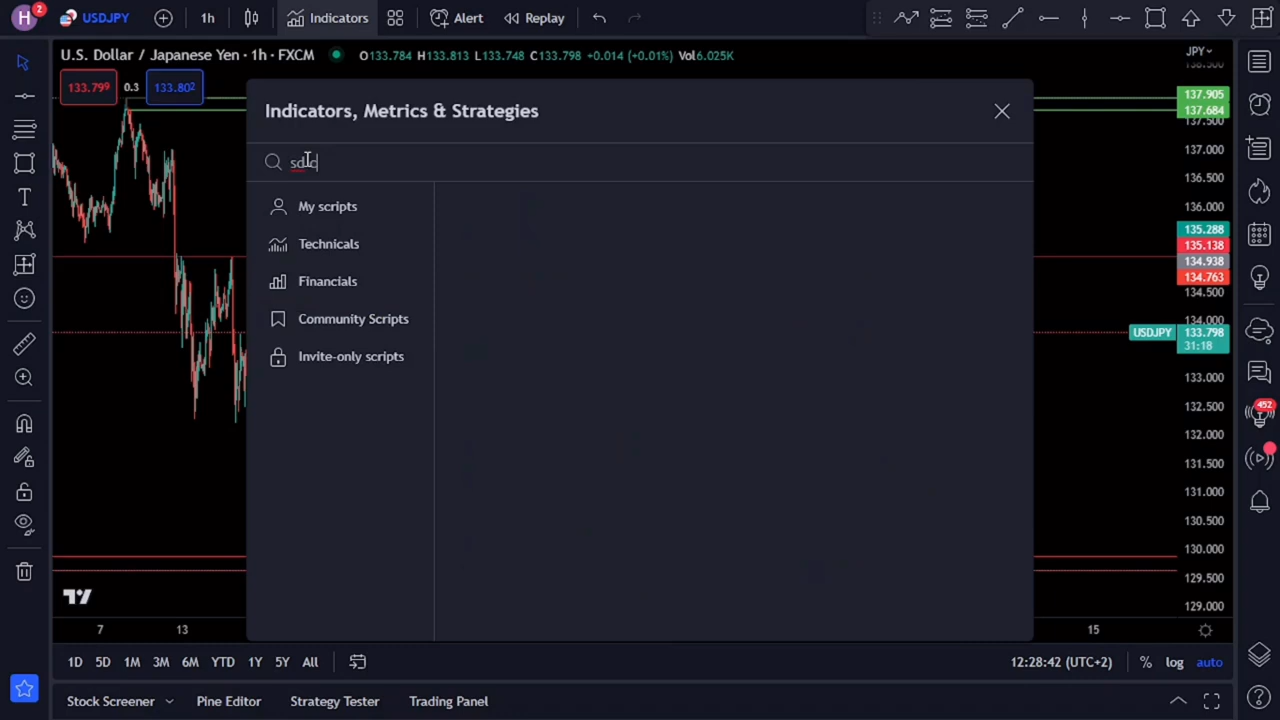 H
2
USDJPY
1h
Indicators
Alert
Replay
U.S. Dollar / Japanese Yen · 1h · FXCM
O133.784 H133.813 L133.748 C133.798 +0.014 (+0.01%) Vol6.025K
133.799
0.3
133.802
Indicators, Metrics & Strategies
My scripts
Technicals
Financials
Community Scripts
Invite-only scripts
JPY
138.500
137.905
137.684
137.500
137.000
136.500
136.000
135.288
135.138
134.938
134.763
134.500
134.000
USDJPY
133.798
31:18
133.000
132.500
132.000
131.500
131.000
130.500
130.000
129.500
129.000
452
7
13
15
1D 5D 1M 3M 6M YTD 1Y 5Y All
12:28:42 (UTC+2)
% log auto
Stock Screener
Pine Editor
Strategy Tester
Trading Panel